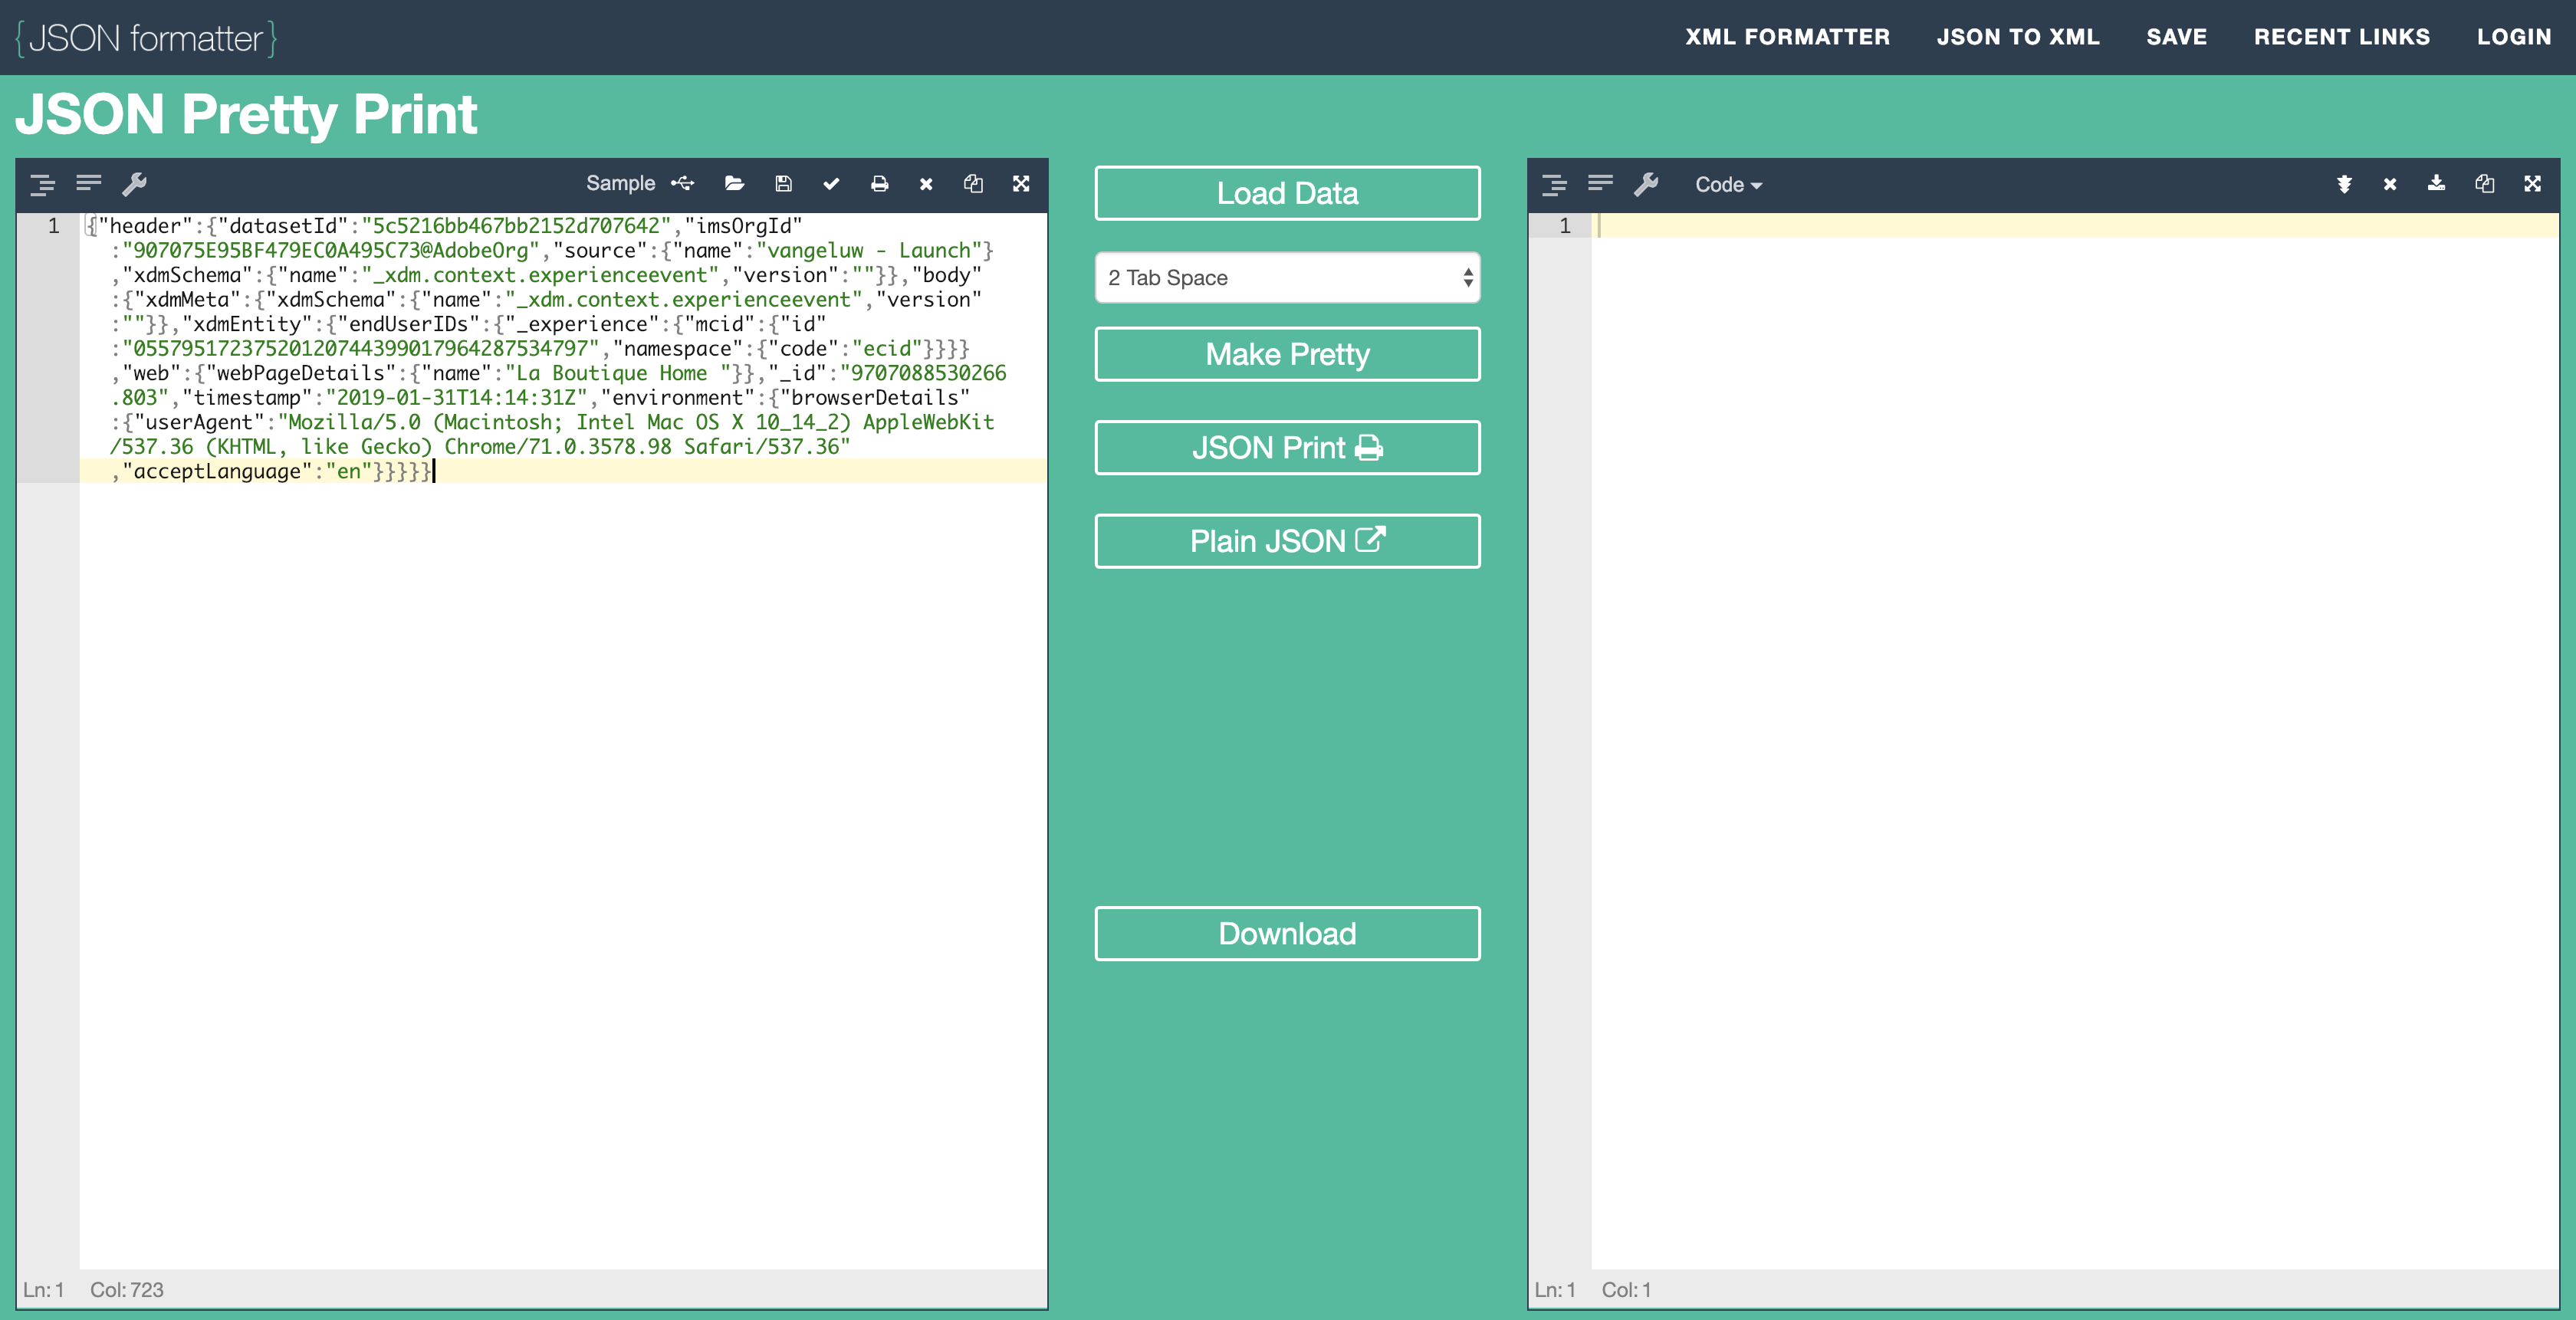 {JSON formatter}
XML FORMATTER JSON TO XML SAVE RECENT LINKS LOGIN
JSON Pretty Print
Sample
1 {"header":{"datasetId":"5c5216bb467bb2152d707642","imsOrgId"
:"907075E95BF479EC0A495C73@AdobeOrg","source":{"name":"vangeluw - Launch"}
,"xdmSchema":{"name":"_xdm.context.experienceevent","version":""}},"body"
:{"xdmMeta":{"xdmSchema":{"name":"_xdm.context.experienceevent","version"
:""}},"xdmEntity":{"endUserIDs":{"_experience":{"mcid":{"id"
:"05579517237520120744399017964287534797","namespace":{"code":"ecid"}}}}
,"web":{"webPageDetails":{"name":"La Boutique Home "}},"_id":"9707088530266
.803","timestamp":"2019-01-31T14:14:31Z","environment":{"browserDetails"
:{"userAgent":"Mozilla/5.0 (Macintosh; Intel Mac OS X 10_14_2) AppleWebKit
/537.36 (KHTML, like Gecko) Chrome/71.0.3578.98 Safari/537.36"
,"acceptLanguage":"en"}}}}}
Ln: 1 Col: 723
Load Data
2 Tab Space
Make Pretty
JSON Print
Plain JSON
Download
Code
1
Ln: 1 Col: 1